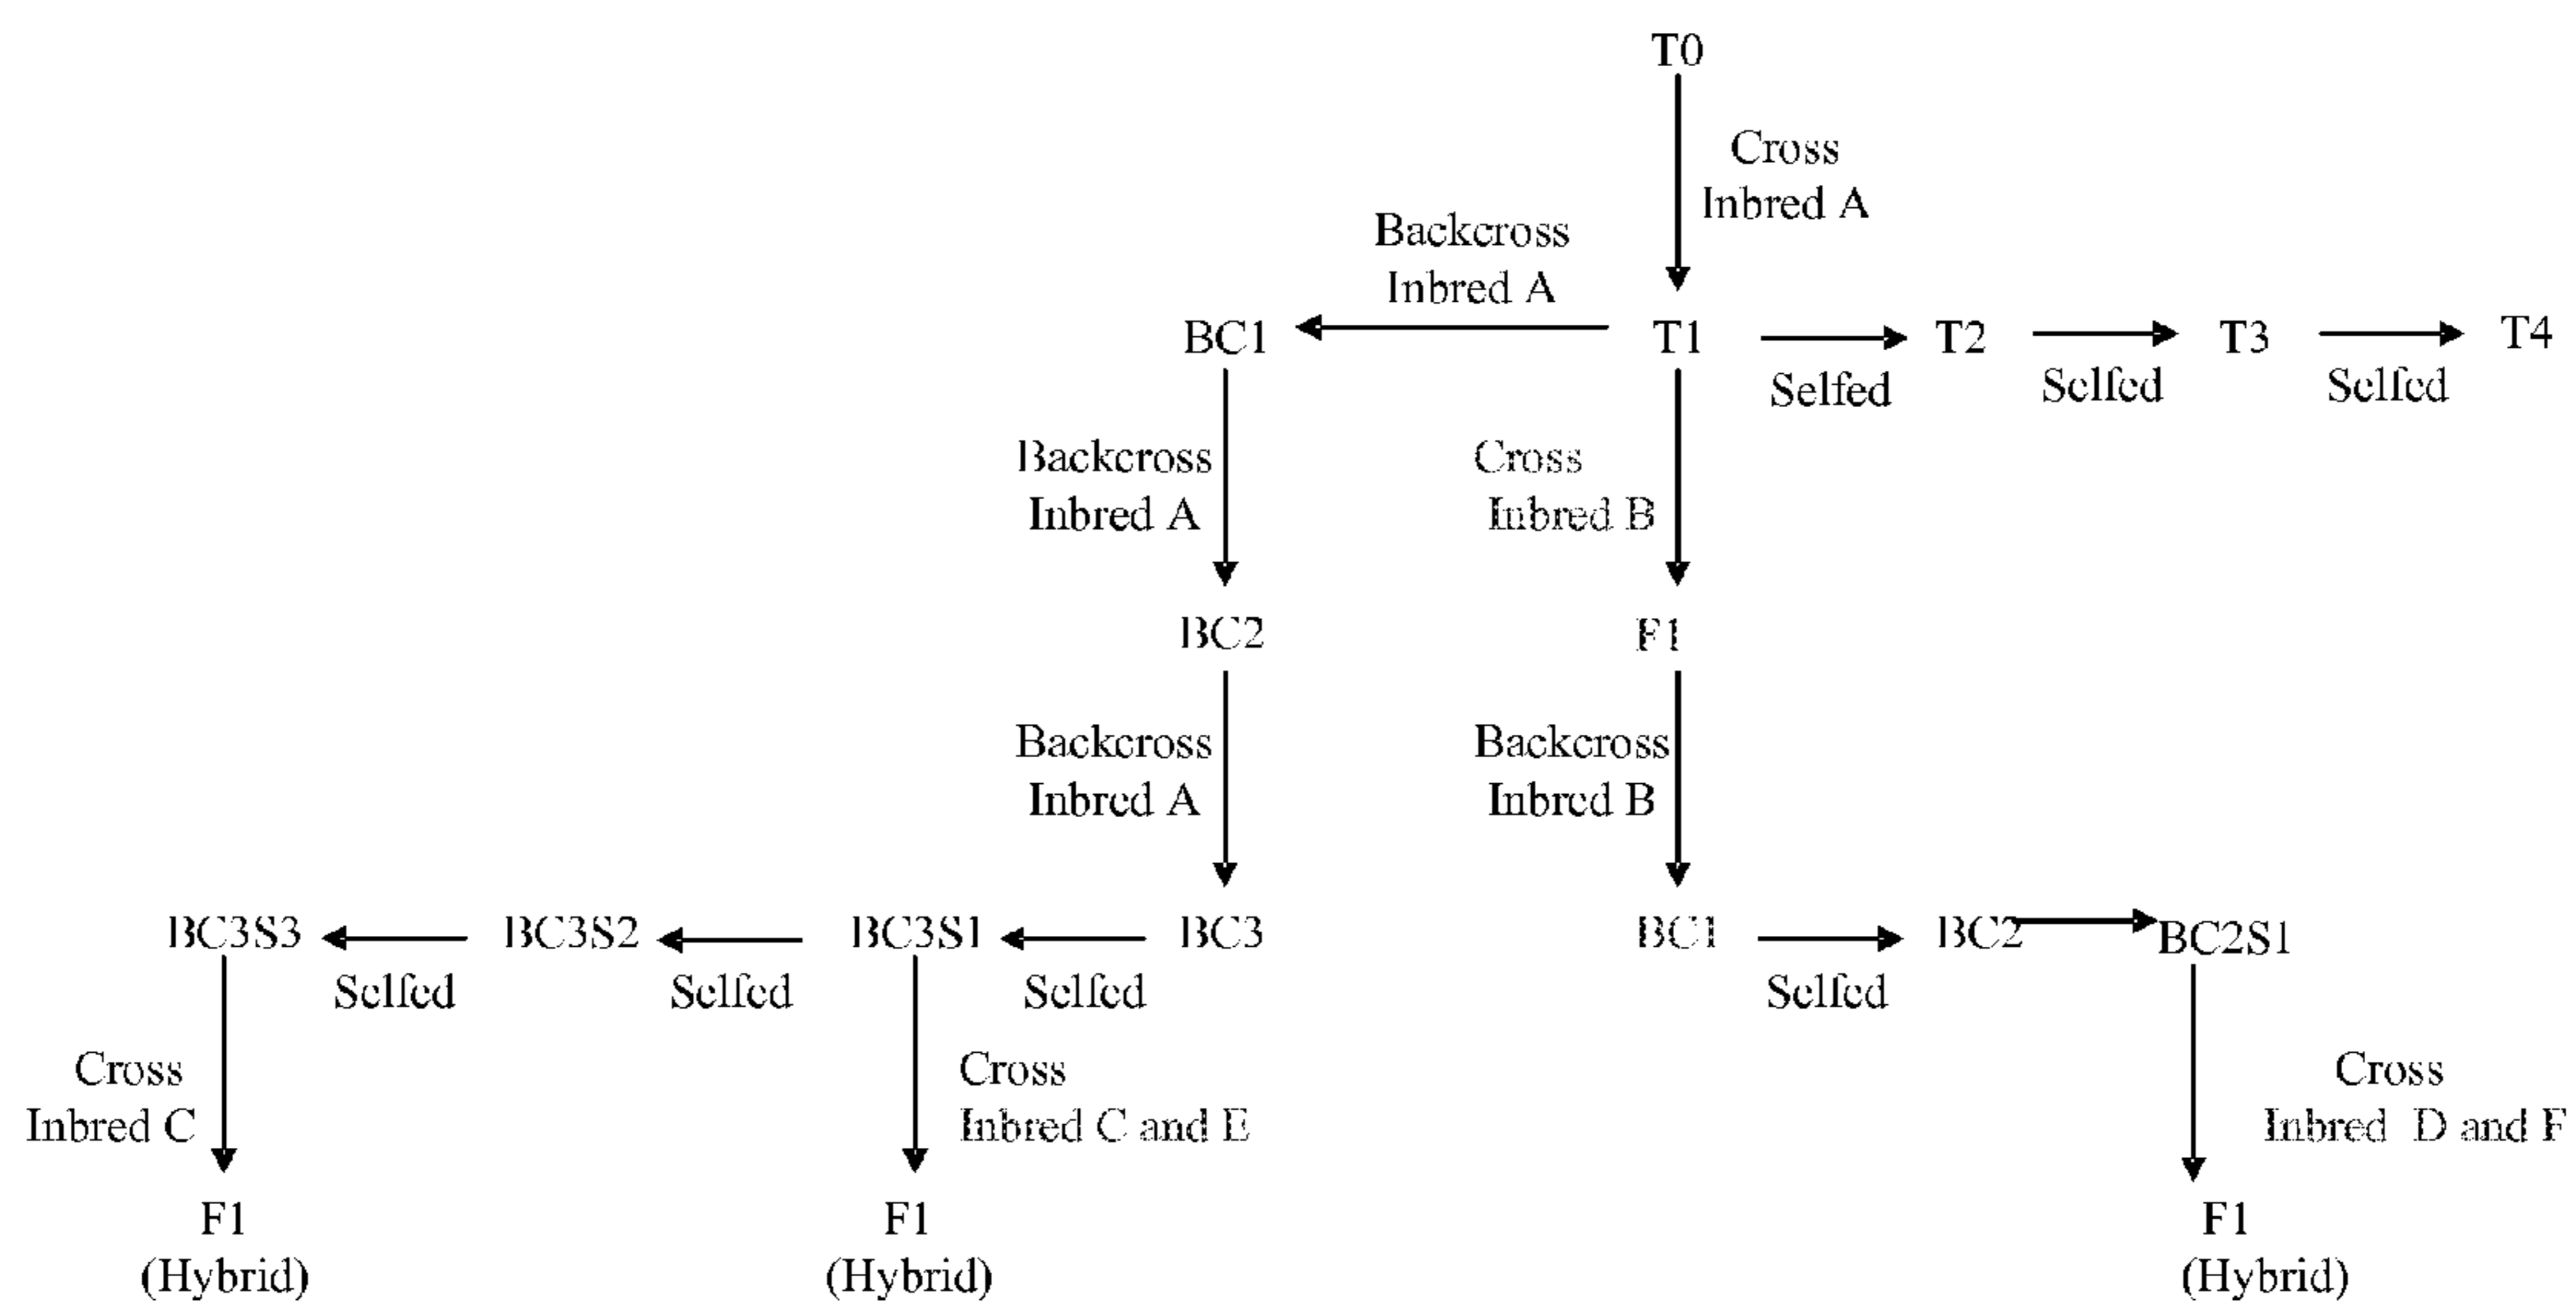 T0
Cross
Inbred A
Backcross
Inbred A
BC1
T1
T2
T3
T4
Selfed
Selfed
Selfed
Backcross
Inbred A
Cross
Inbred B
BC2
F1
Backcross
Inbred A
Backcross
Inbred B
BC3S3
BC3S2
BC3S1
BC3
BC1
BC2
BC2S1
Selfed
Selfed
Selfed
Selfed
Cross
Inbred C
Cross
Inbred C and E
Cross
Inbred D and F
F1
(Hybrid)
F1
(Hybrid)
F1
(Hybrid)